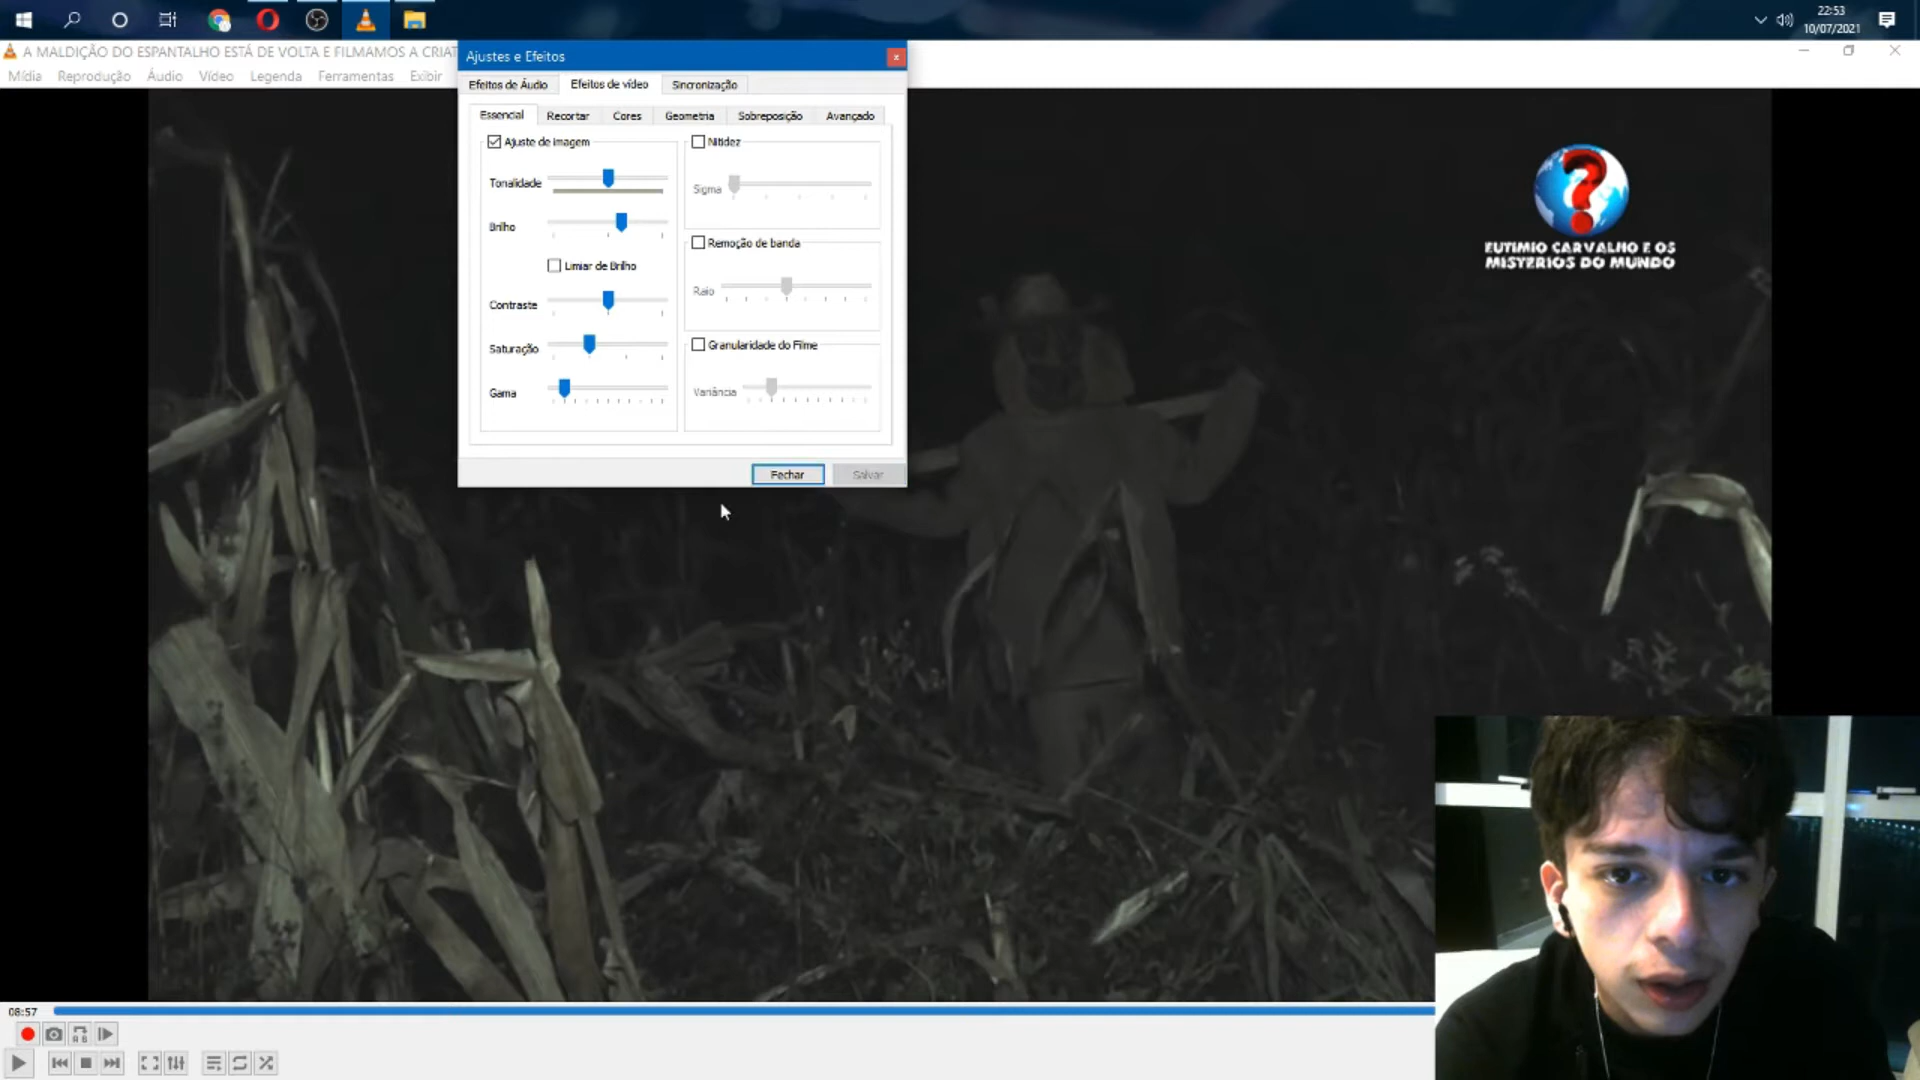 22:53
10/07/2021
A MALDIÇÃO DO ESPANTALHO ESTÁ DE VOLTA E FILMAMOS A CRIAT
Mídia Reprodução Áudio Vídeo Legenda Ferramentas Exibir
Ajustes e Efeitos
Efeitos de Áudio Efeitos de vídeo Sincronização
Essencial Recortar Cores Geometria Sobreposição Avançado
Ajuste de imagem
Tonalidade
Brilho
Limiar de Brilho
Contraste
Saturação
Gama
Nitidez
Sigma
Remoção de banda
Raio
Granularidade do Filme
Variância
Fechar Salvar
?
EUTIMIO CARVALHO E OS
MISTERIOS DO MUNDO
08:57